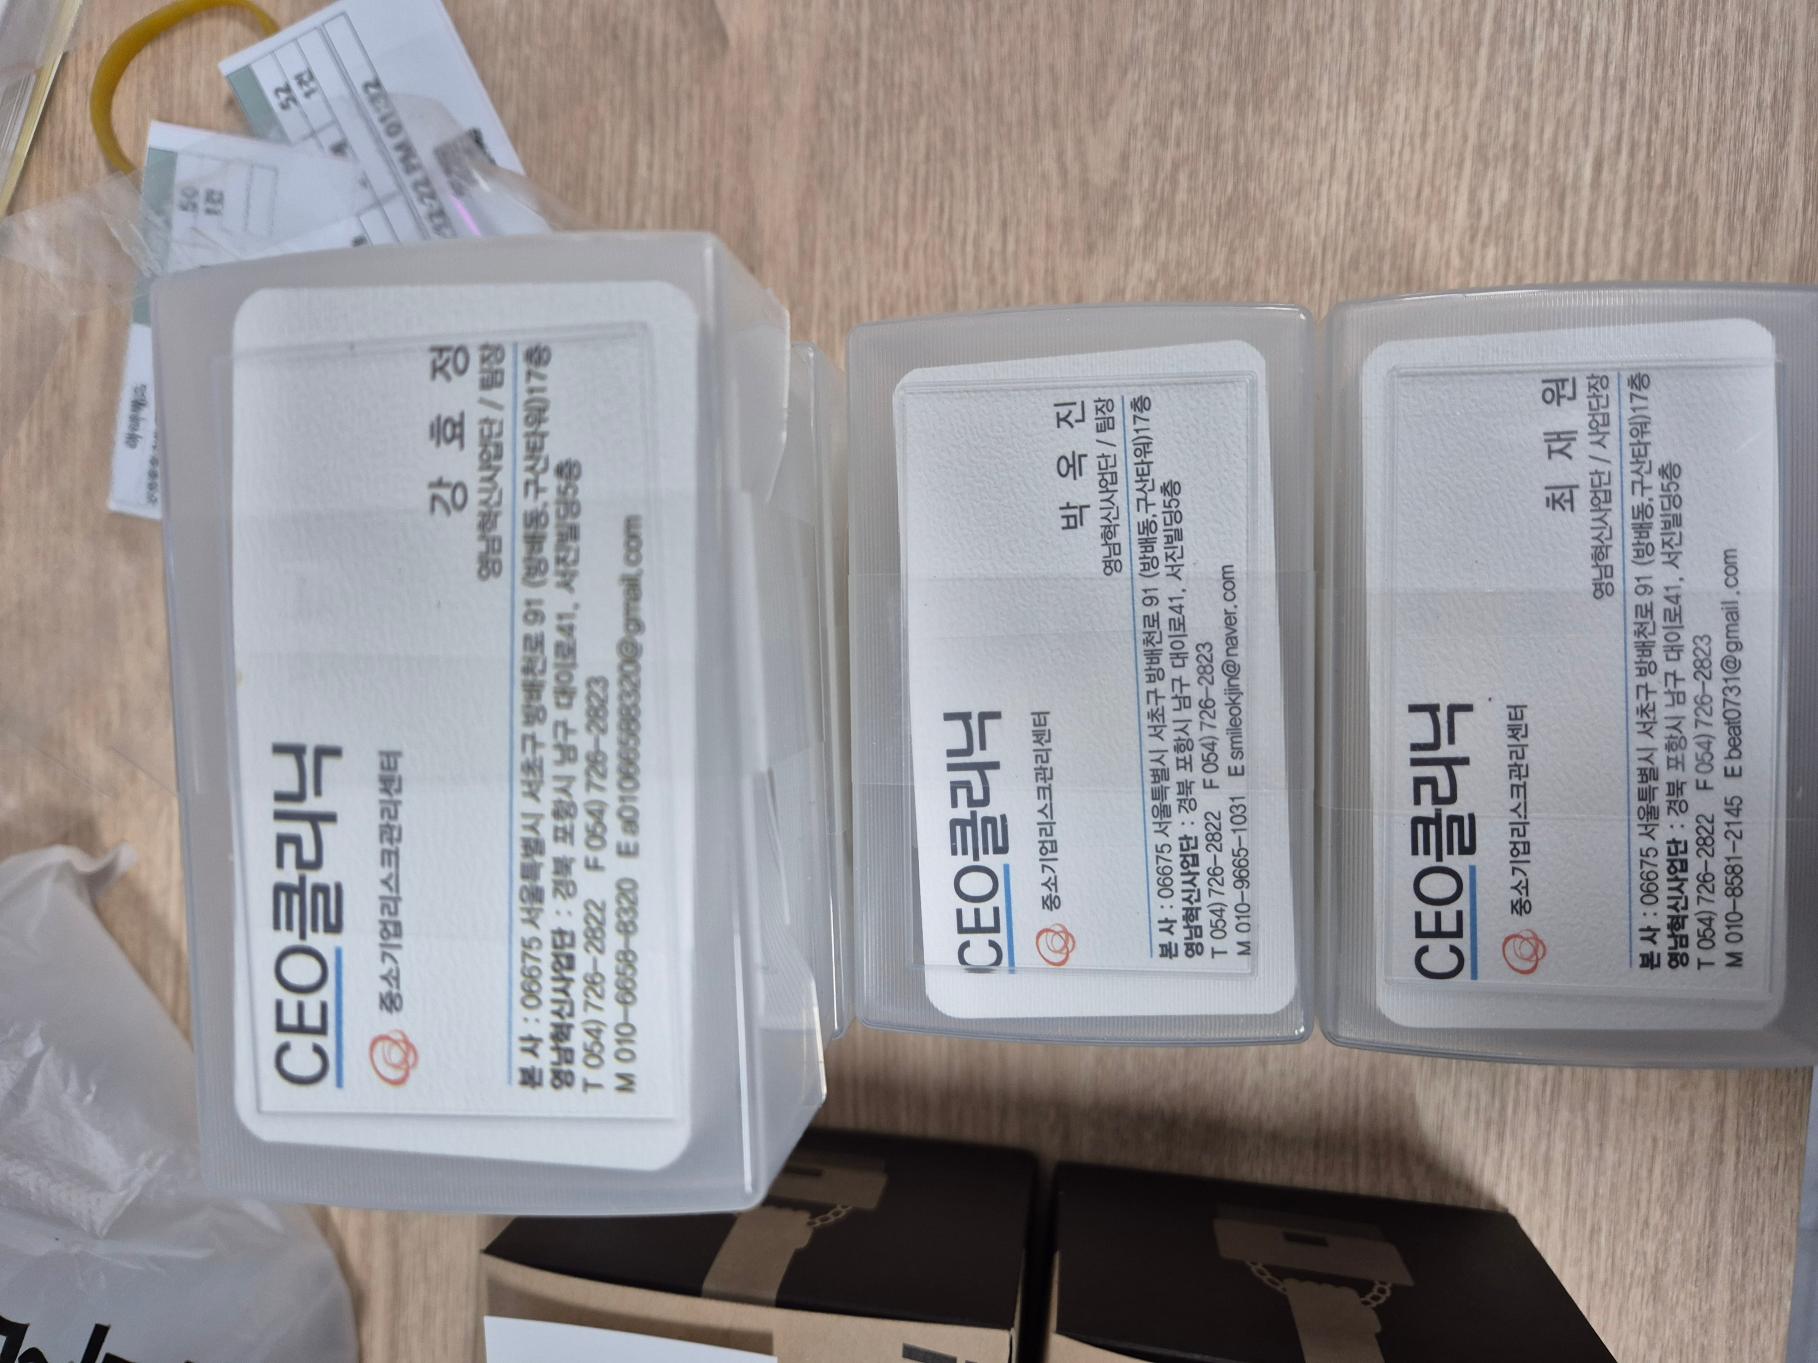 CEO클리닉
중소기업리스크관리센터
강 효 정
영남혁신사업단 / 팀장
본 사 : 06675 서울특별시 서초구 방배천로 91 (방배동,구산타워)17층
영남혁신사업단 : 경북 포항시 남구 대이로41, 서진빌딩5층
T 054) 726-2822 F 054) 726-2823
M 010-6658-8320 E a01066588320@gmail.com
CEO클리닉
중소기업리스크관리센터
박 옥 진
영남혁신사업단 / 팀장
본 사 : 06675 서울특별시 서초구 방배천로 91 (방배동,구산타워)17층
영남혁신사업단 : 경북 포항시 남구 대이로41, 서진빌딩5층
T 054) 726-2822 F 054) 726-2823
M 010-9665-1031 E smileokjin@naver.com
CEO클리닉
중소기업리스크관리센터
최 재 원
영남혁신사업단 / 사업단장
본 사 : 06675 서울특별시 서초구 방배천로 91 (방배동,구산타워)17층
영남혁신사업단 : 경북 포항시 남구 대이로41, 서진빌딩5층
T 054) 726-2822 F 054) 726-2823
M 010-8581-2145 E beat0731@gmail.com
52
1건
50
1건